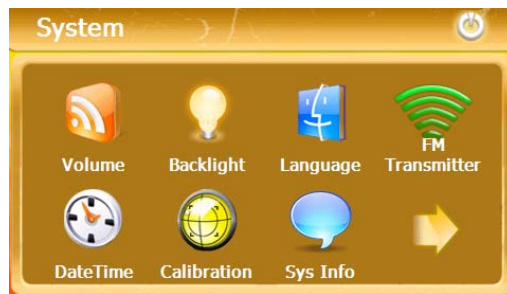 System
Volume
Backlight
Language
FM
Transmitter
DateTime
Calibration
Sys Info